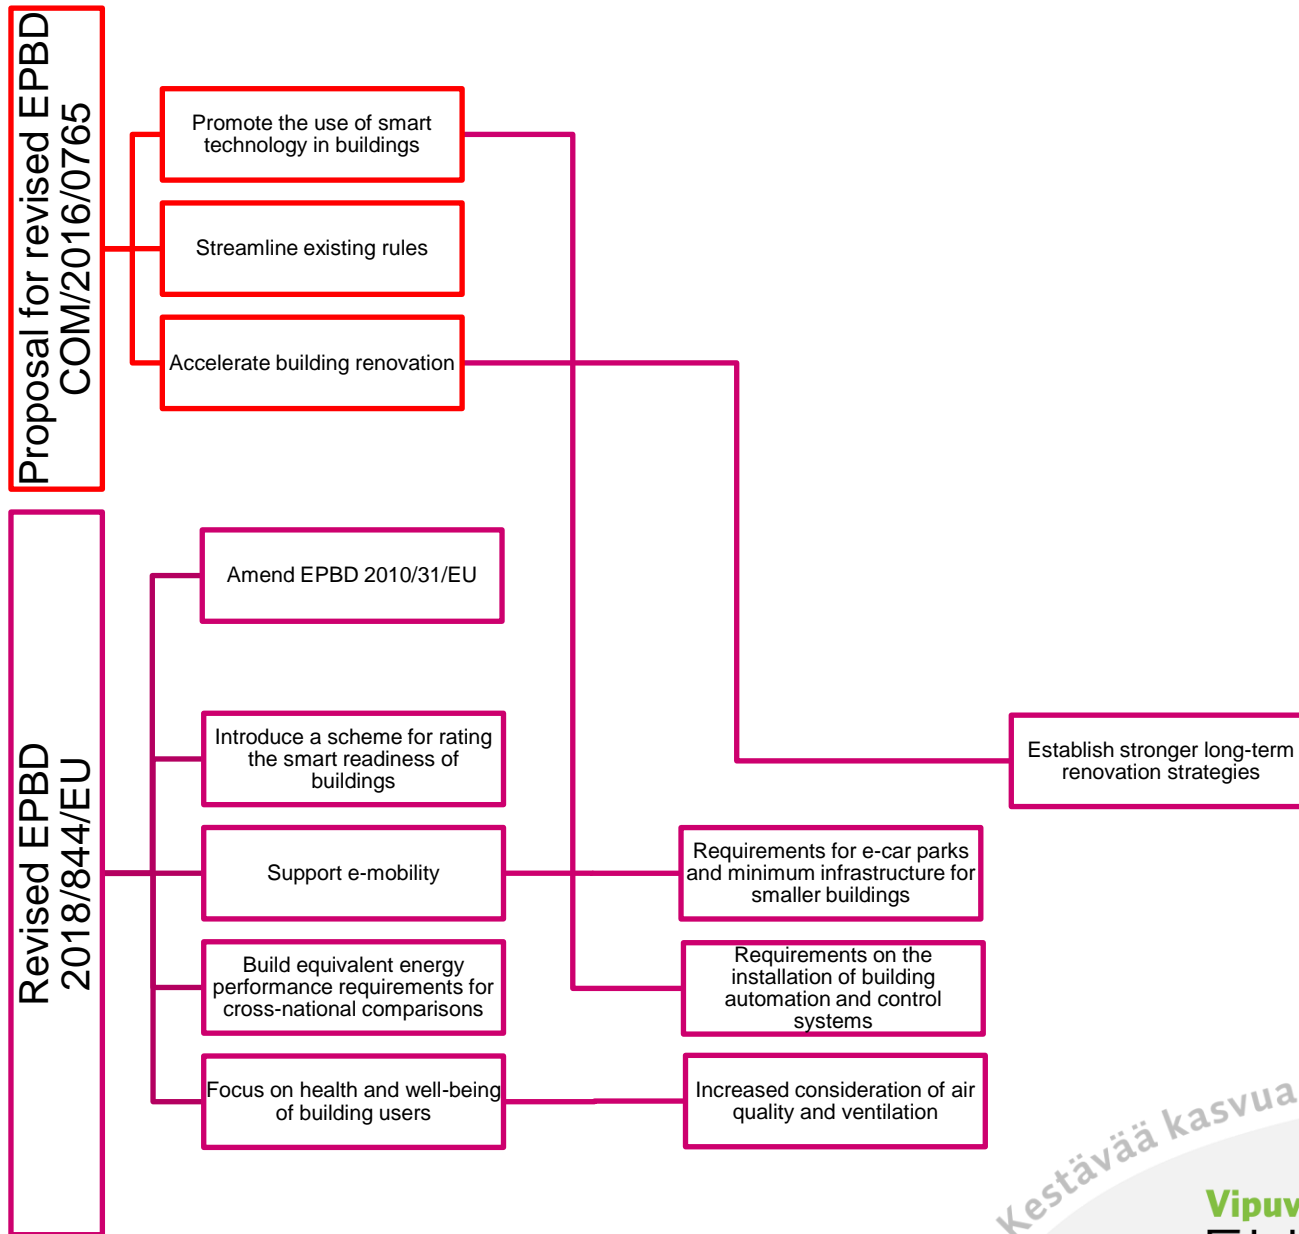 Proposal for revised EPBD
COM/2016/0765
Promote the use of smart
technology in buildings
Streamline existing rules
Accelerate building renovation
Revised EPBD
2018/844/EU
Amend EPBD 2010/31/EU
Introduce a scheme for rating
the smart readiness of
buildings
Support e-mobility
Build equivalent energy
performance requirements for
cross-national comparisons
Focus on health and well-being
of building users
Requirements for e-car parks
and minimum infrastructure for
smaller buildings
Requirements on the
installation of building
automation and control
systems
Increased consideration of air
quality and ventilation
Establish stronger long-term
renovation strategies
Kestävää kasvua
Vipuv